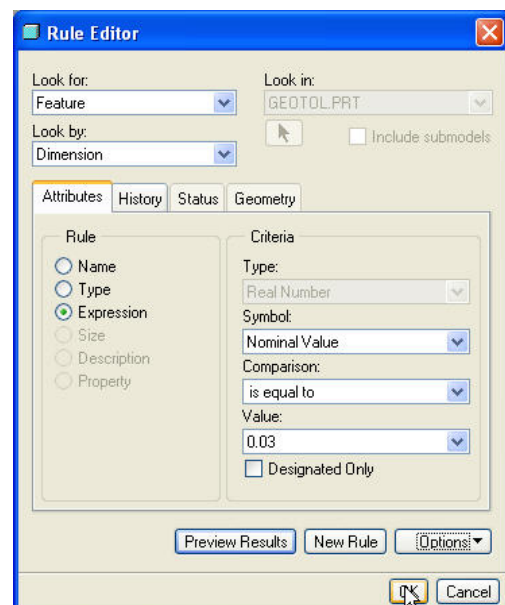 Rule Editor
Look for:
Feature
Look in:
GEOTOL.PRT
Look by:
Dimension
Include submodels
Attributes History Status Geometry
Rule
Name
Type
Expression
Size
Description
Property
Criteria
Type:
Real Number
Symbol:
Nominal Value
Comparison:
is equal to
Value:
0.03
Designated Only
Preview Results New Rule Options
OK Cancel